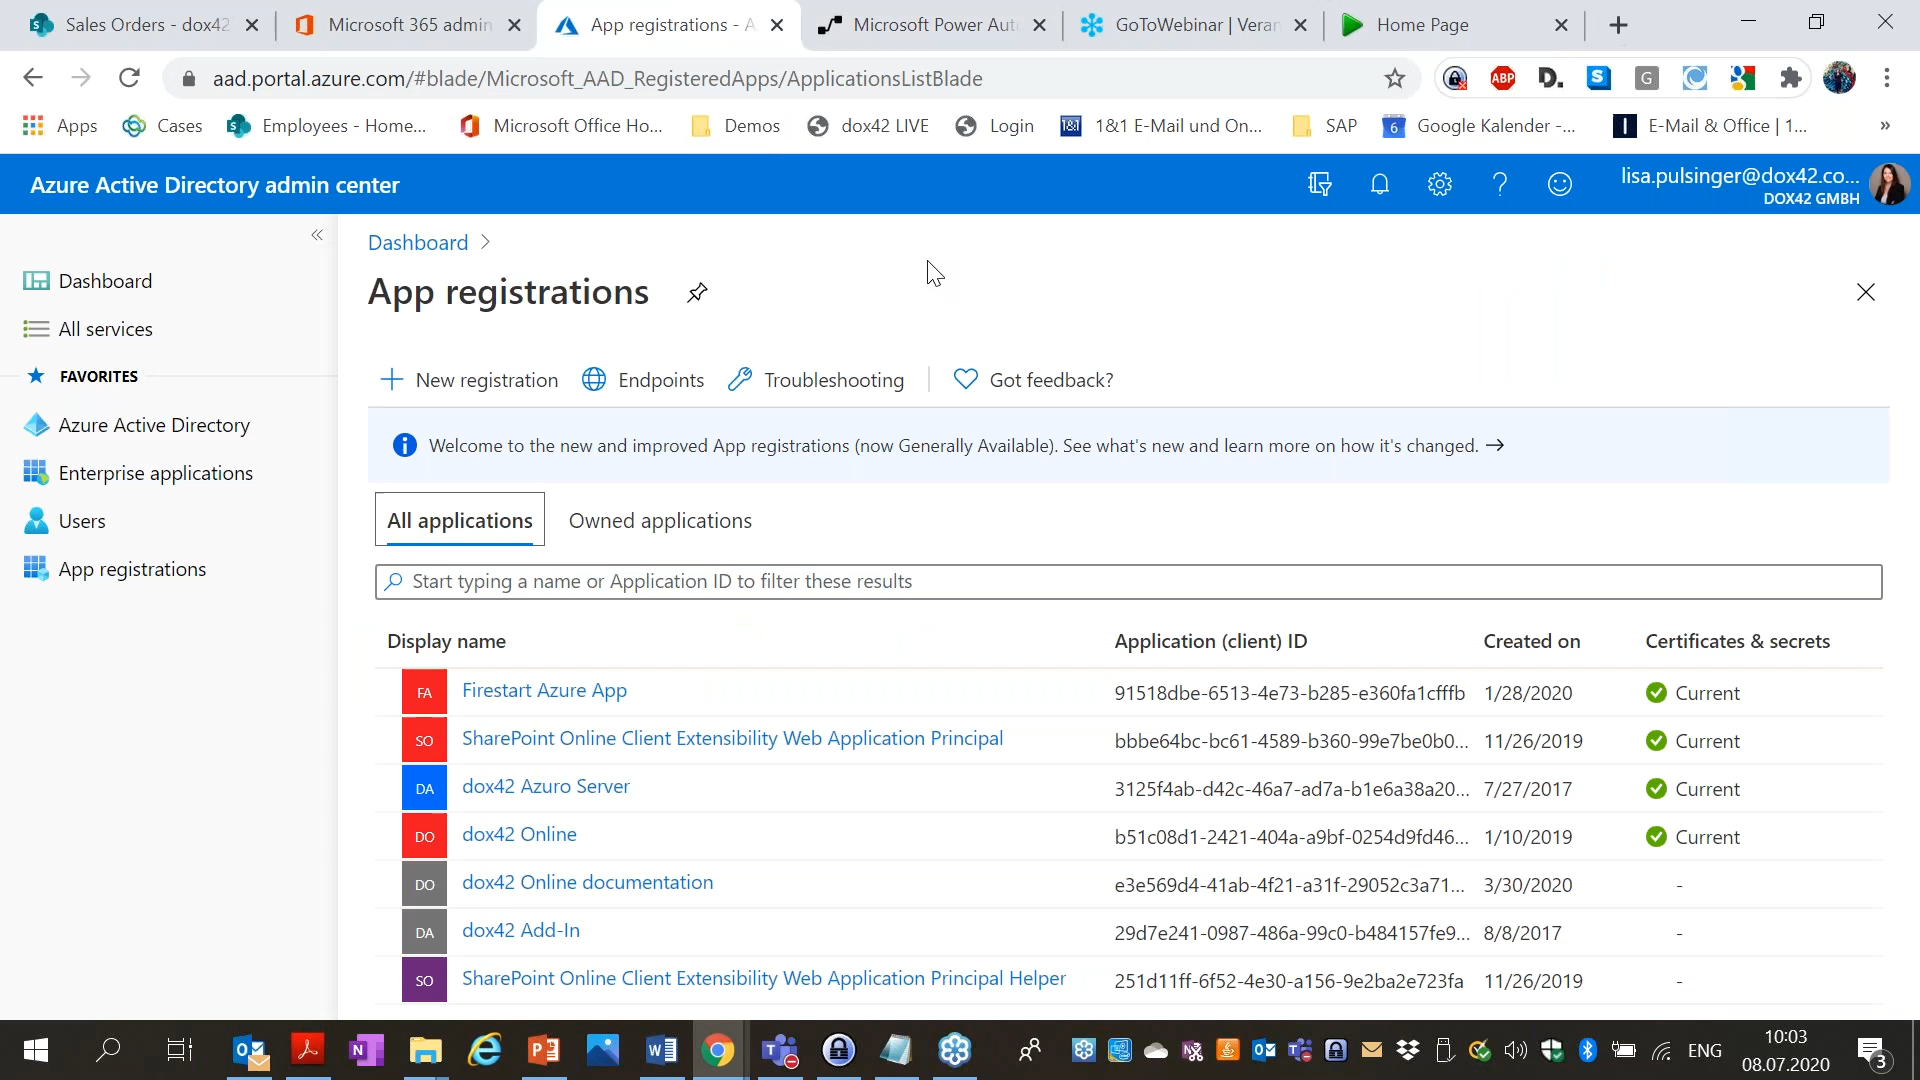 Sales Orders - dox42
Microsoft 365 admin
App registrations - A
Microsoft Power Auto
GoToWebinar | Veran
Home Page
aad.portal.azure.com/#blade/Microsoft_AAD_RegisteredApps/ApplicationsListBlade
ABP
D.
S
G
Apps
Cases
Employees - Home...
Microsoft Office Ho...
Demos
dox42 LIVE
Login
1&1
1&1 E-Mail und On...
SAP
6
Google Kalender -...
E-Mail & Office | 1...
»
Azure Active Directory admin center
lisa.pulsinger@dox42.co...
DOX42 GMBH
Dashboard
All services
FAVORITES
Azure Active Directory
Enterprise applications
Users
App registrations
Dashboard >
App registrations
New registration
Endpoints
Troubleshooting
Got feedback?
Welcome to the new and improved App registrations (now Generally Available). See what's new and learn more on how it's changed. →
All applications
Owned applications
Start typing a name or Application ID to filter these results
Display name Application (client) ID Created on Certificates & secrets
FA Firestart Azure App 91518dbe-6513-4e73-b285-e360fa1cfffb 1/28/2020 Current
SO SharePoint Online Client Extensibility Web Application Principal bbbe64bc-bc61-4589-b360-99e7be0b0... 11/26/2019 Current
DA dox42 Azuro Server 3125f4ab-d42c-46a7-ad7a-b1e6a38a20... 7/27/2017 Current
DO dox42 Online b51c08d1-2421-404a-a9bf-0254d9fd46... 1/10/2019 Current
DO dox42 Online documentation e3e569d4-41ab-4f21-a31f-29052c3a71... 3/30/2020 -
DA dox42 Add-In 29d7e241-0987-486a-99c0-b484157fe9... 8/8/2017 -
SO SharePoint Online Client Extensibility Web Application Principal Helper 251d11ff-6f52-4e30-a156-9e2ba2e723fa 11/26/2019 -
ENG
10:03
08.07.2020
3